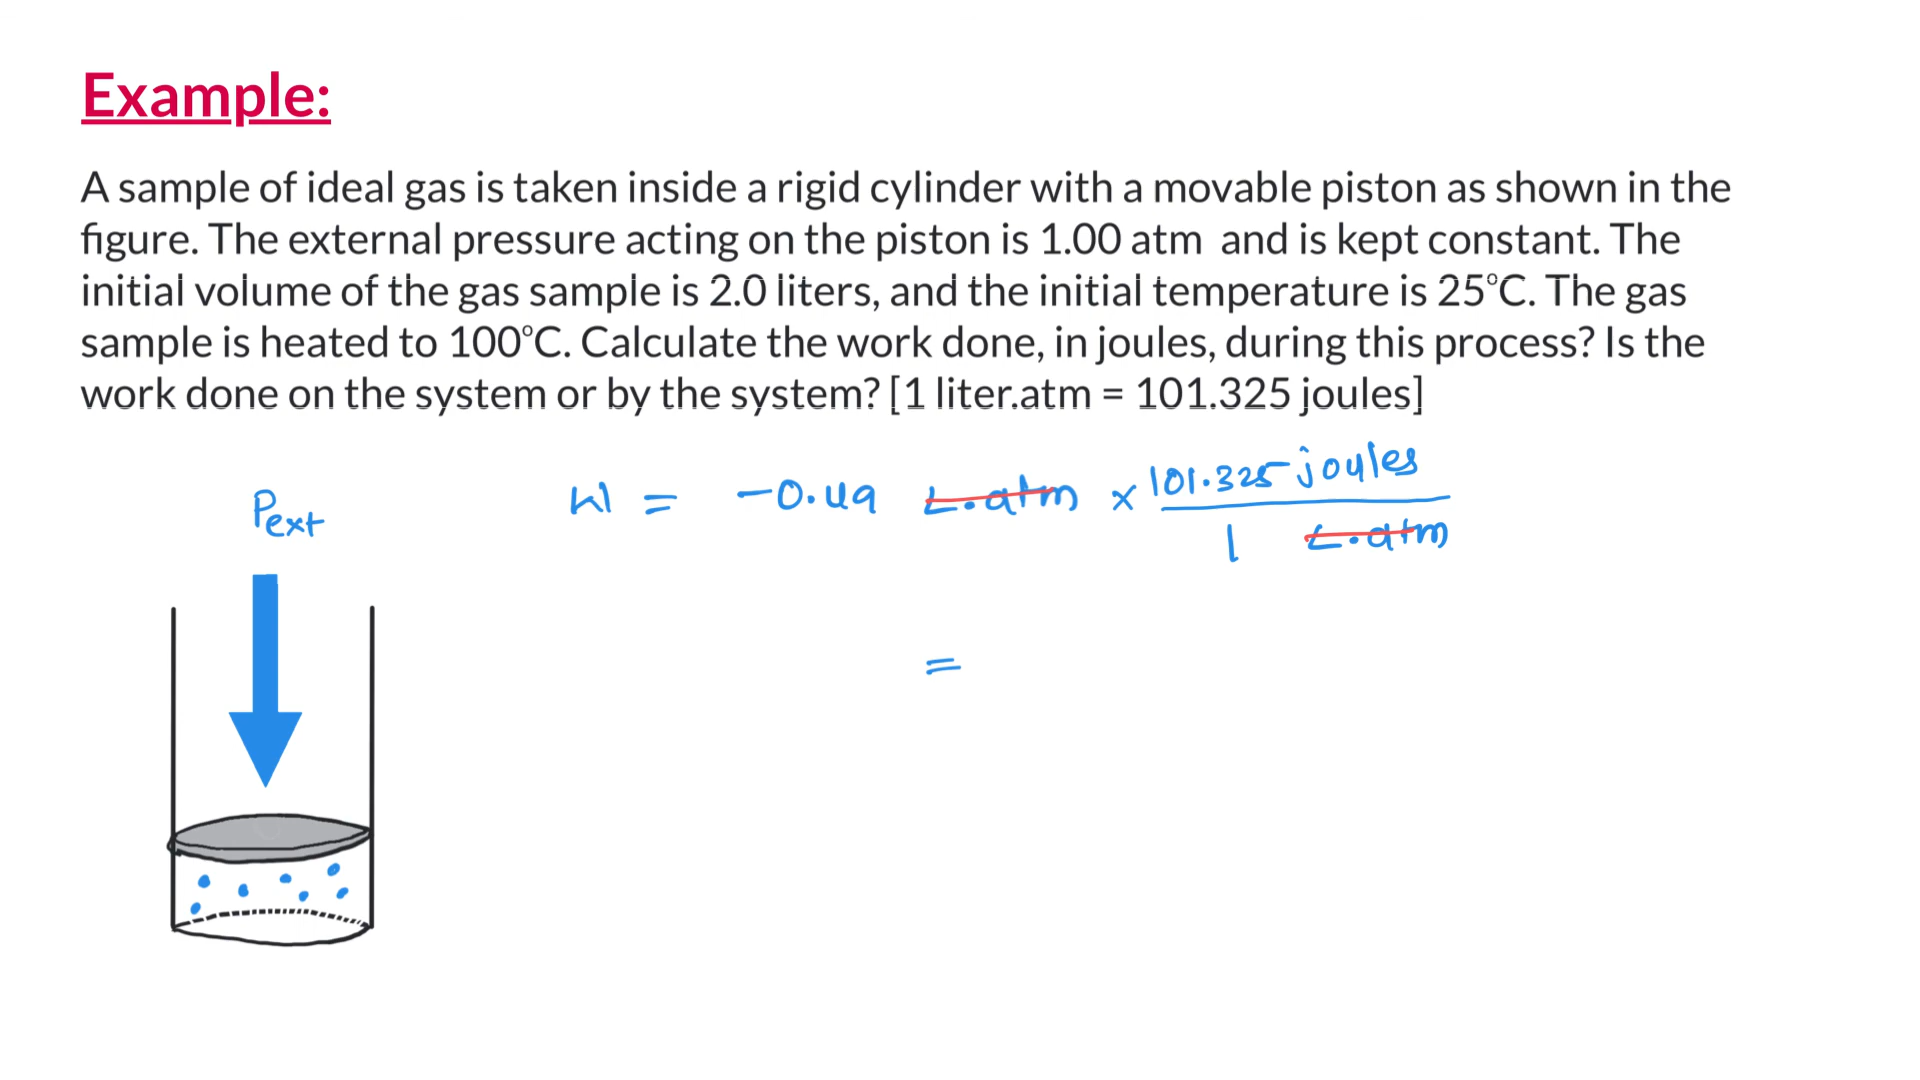 Example:
A sample of ideal gas is taken inside a rigid cylinder with a movable piston as shown in the
figure. The external pressure acting on the piston is 1.00 atm and is kept constant. The
initial volume of the gas sample is 2.0 liters, and the initial temperature is 25°C. The gas
sample is heated to 100°C. Calculate the work done, in joules, during this process? Is the
work done on the system or by the system? [1 liter.atm = 101.325 joules]
Pext
W = -0.49 L.atm × 101.325 joules
1 L.atm
=